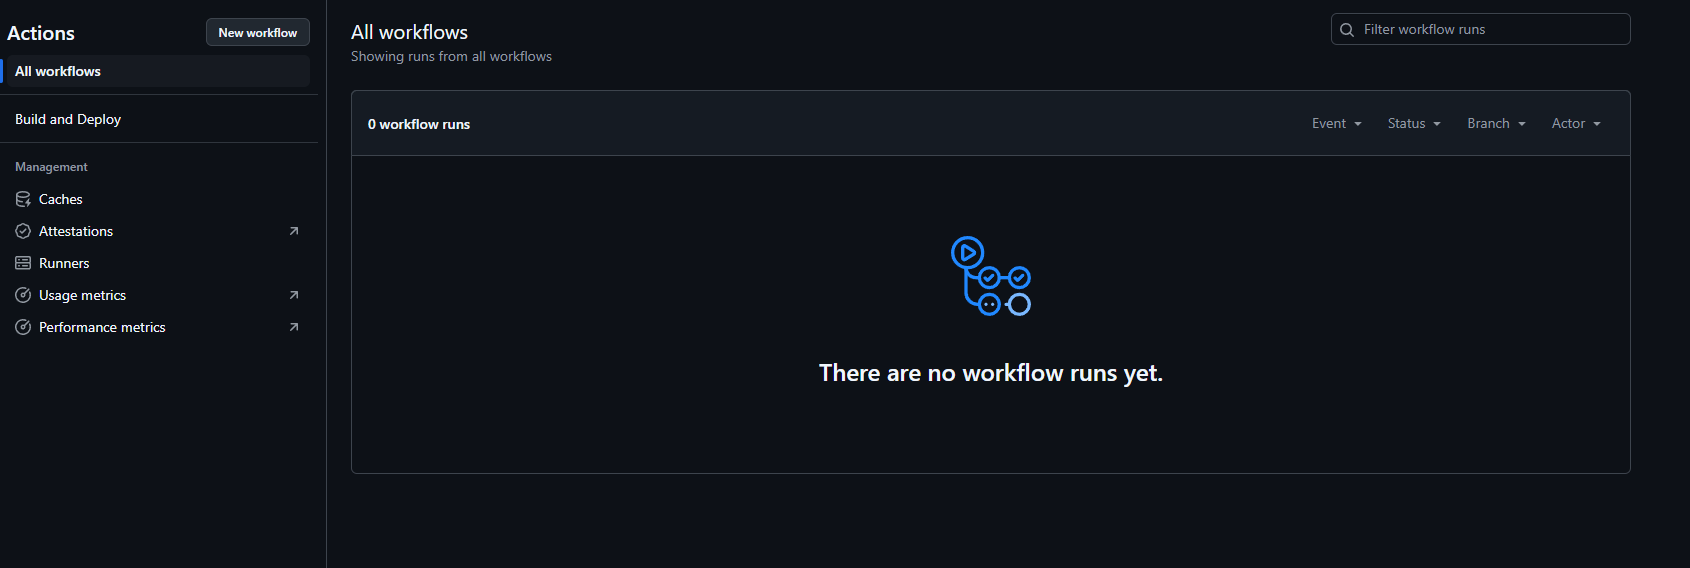 Actions
New workflow
All workflows
Build and Deploy
Management
Caches
Attestations
Runners
Usage metrics
Performance metrics
All workflows
Showing runs from all workflows
Filter workflow runs
0 workflow runs
Event
Status
Branch
Actor
There are no workflow runs yet.